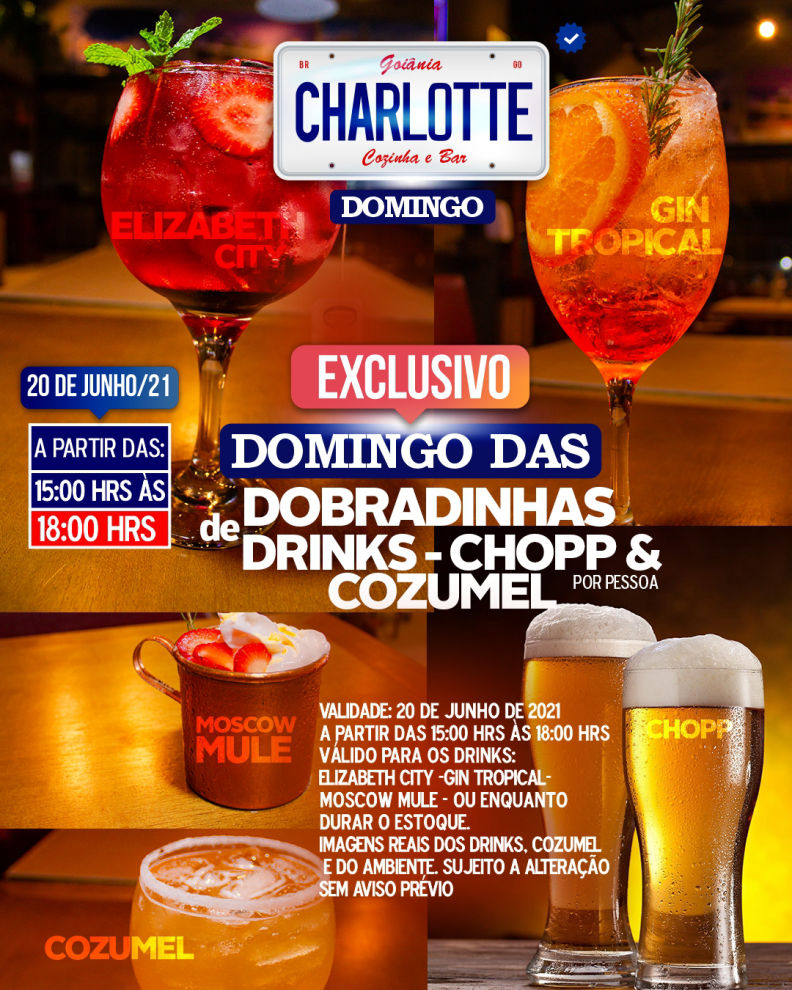 BR Goiânia GO
CHARLOTTE
Cozinha e Bar
DOMINGO
ELIZABETH
CITY
GIN
TROPICAL
20 DE JUNHO/21
A PARTIR DAS:
15:00 HRS ÀS
18:00 HRS
EXCLUSIVO
DOMINGO DAS
DOBRADINHAS
de DRINKS - CHOPP &
COZUMEL POR PESSOA
MOSCOW
MULE
VALIDADE: 20 DE JUNHO DE 2021
A PARTIR DAS 15:00 HRS ÀS 18:00 HRS
VÁLIDO PARA OS DRINKS:
ELIZABETH CITY -GIN TROPICAL-
MOSCOW MULE - OU ENQUANTO
DURAR O ESTOQUE.
IMAGENS REAIS DOS DRINKS, COZUMEL
E DO AMBIENTE. SUJEITO A ALTERAÇÃO
SEM AVISO PRÉVIO
CHOPP
COZUMEL